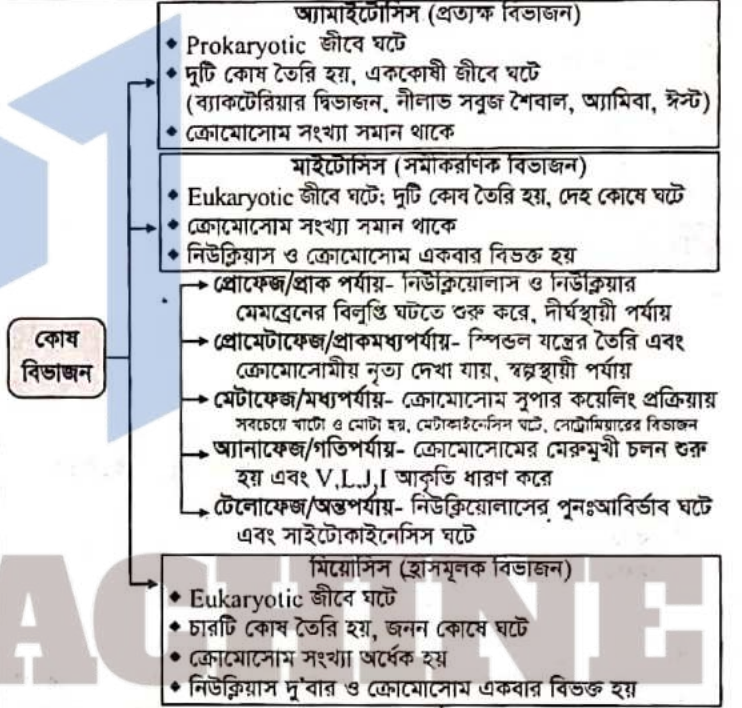 অ্যামাইটোসিস (প্রত্যক্ষ বিভাজন)
◆ Prokaryotic জীবে ঘটে
◆ দুটি কোষ তৈরি হয়, এককোষী জীবে ঘটে
(ব্যাকটেরিয়ার দ্বিভাজন, নীলাভ সবুজ শৈবাল, অ্যামিবা, ঈস্ট)
◆ ক্রোমোসোম সংখ্যা সমান থাকে
মাইটোসিস (সমীকরণিক বিভাজন)
◆ Eukaryotic জীবে ঘটে; দুটি কোষ তৈরি হয়, দেহ কোষে ঘটে
◆ ক্রোমোসোম সংখ্যা সমান থাকে
◆ নিউক্লিয়াস ও ক্রোমোসোম একবার বিভক্ত হয়
কোষ
বিভাজন
প্রোফেজ/প্রাক পর্যায়- নিউক্লিয়োলাস ও নিউক্লিয়ার
মেমব্রেনের বিলুপ্তি ঘটতে শুরু করে, দীর্ঘস্থায়ী পর্যায়
প্রোমেটাফেজ/প্রাকমধ্যপর্যায়- স্পিন্ডল যন্ত্রের তৈরি এবং
ক্রোমোসোমীয় নৃত্য দেখা যায়, স্বল্পস্থায়ী পর্যায়
মেটাফেজ/মধ্যপর্যায়- ক্রোমোসোম সুপার কয়েলিং প্রক্রিয়ায়
সবচেয়ে খাটো ও মোটা হয়, মেটাকাইনেসিস ঘটে, সেন্ট্রোমিয়ারের বিভাজন
অ্যানাফেজ/গতিপর্যায়- ক্রোমোসোমের মেরুমুখী চলন শুরু
হয় এবং V,L,J,I আকৃতি ধারণ করে
টেলোফেজ/অন্তপর্যায়- নিউক্লিয়োলাসের পুনঃআবির্ভাব ঘটে
এবং সাইটোকাইনেসিস ঘটে
মিয়োসিস (হ্রাসমূলক বিভাজন)
◆ Eukaryotic জীবে ঘটে
◆ চারটি কোষ তৈরি হয়, জনন কোষে ঘটে
◆ ক্রোমোসোম সংখ্যা অর্ধেক হয়
◆ নিউক্লিয়াস দু'বার ও ক্রোমোসোম একবার বিভক্ত হয়
ACHINE